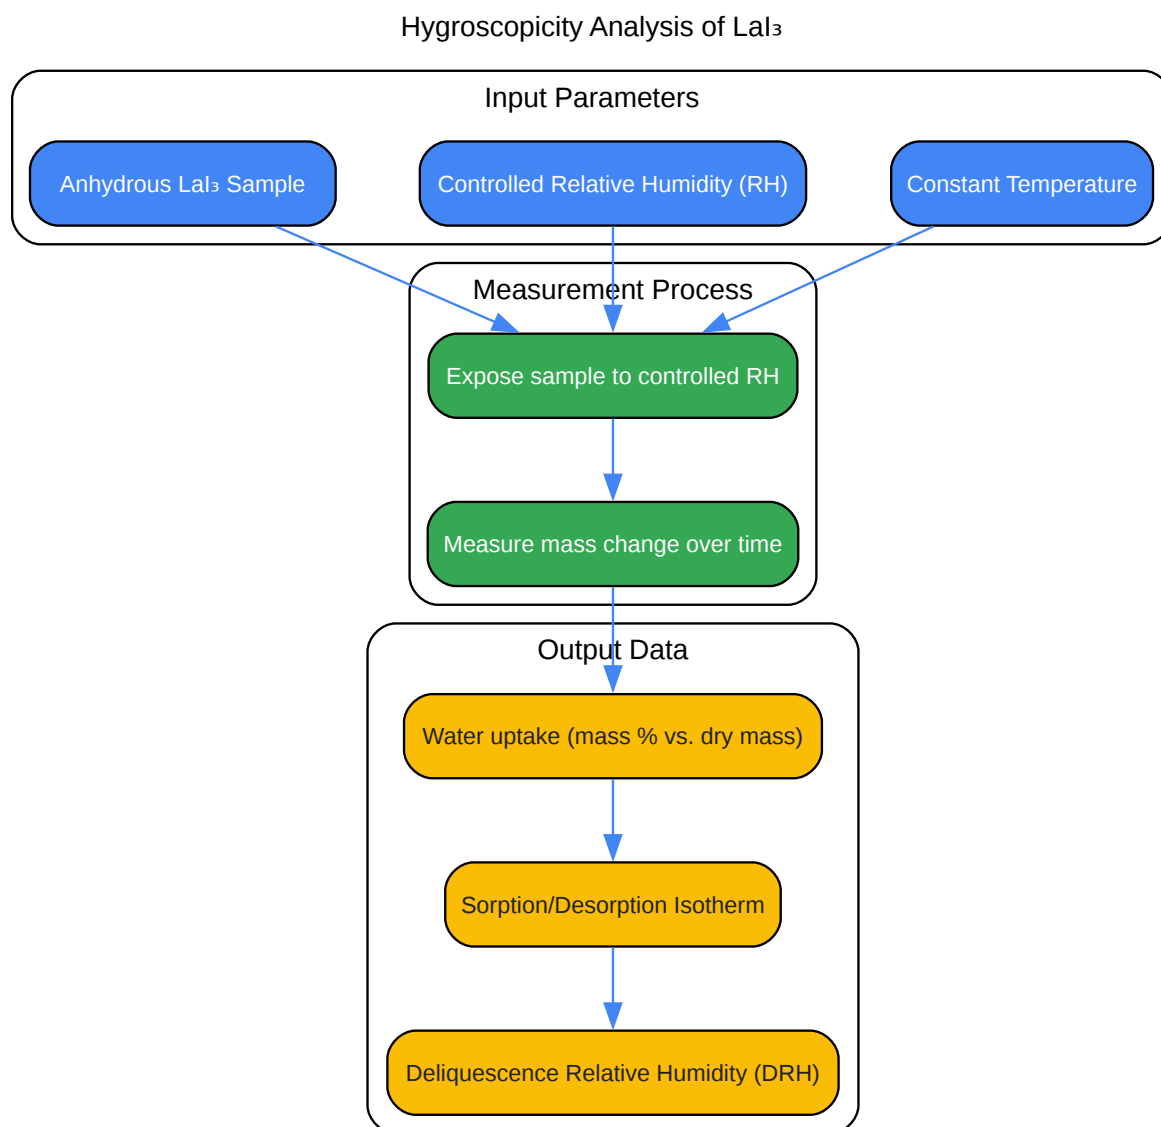 Hygroscopicity Analysis of LaI₃
Input Parameters
Anhydrous LaI₃ Sample
Controlled Relative Humidity (RH)
Constant Temperature
Measurement Process
Expose sample to controlled RH
Measure mass change over time
Output Data
Water uptake (mass % vs. dry mass)
Sorption/Desorption Isotherm
Deliquescence Relative Humidity (DRH)